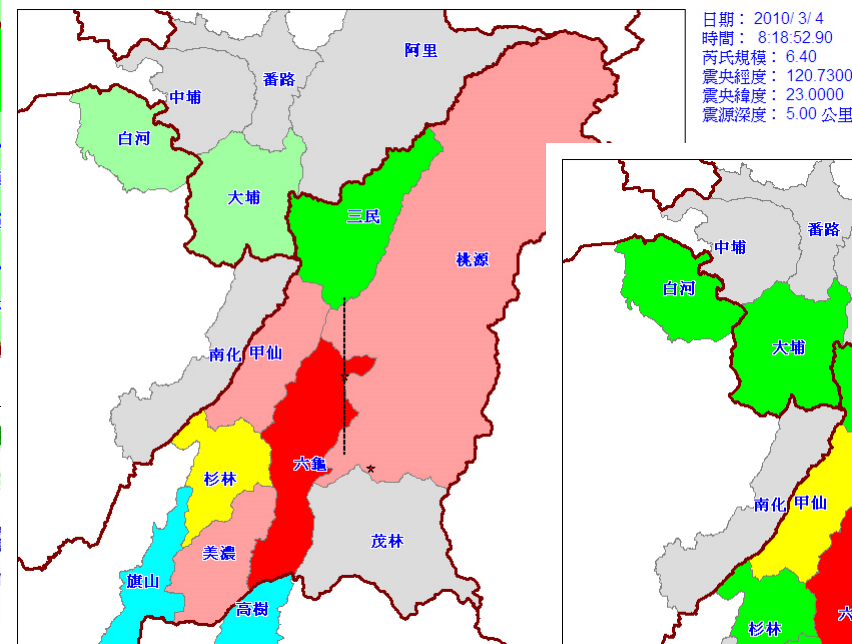 日期： 2010/ 3/ 4
時間： 8:18:52.90
芮氏規模： 6.40
震央經度： 120.7300
震央緯度： 23.0000
震源深度： 5.00 公里
阿里
番路
中埔
白河
大埔
三民
桃源
南化
甲仙
六龜
杉林
美濃
茂林
旗山
高樹
番路
中埔
白河
大埔
南化
甲仙
六
杉林